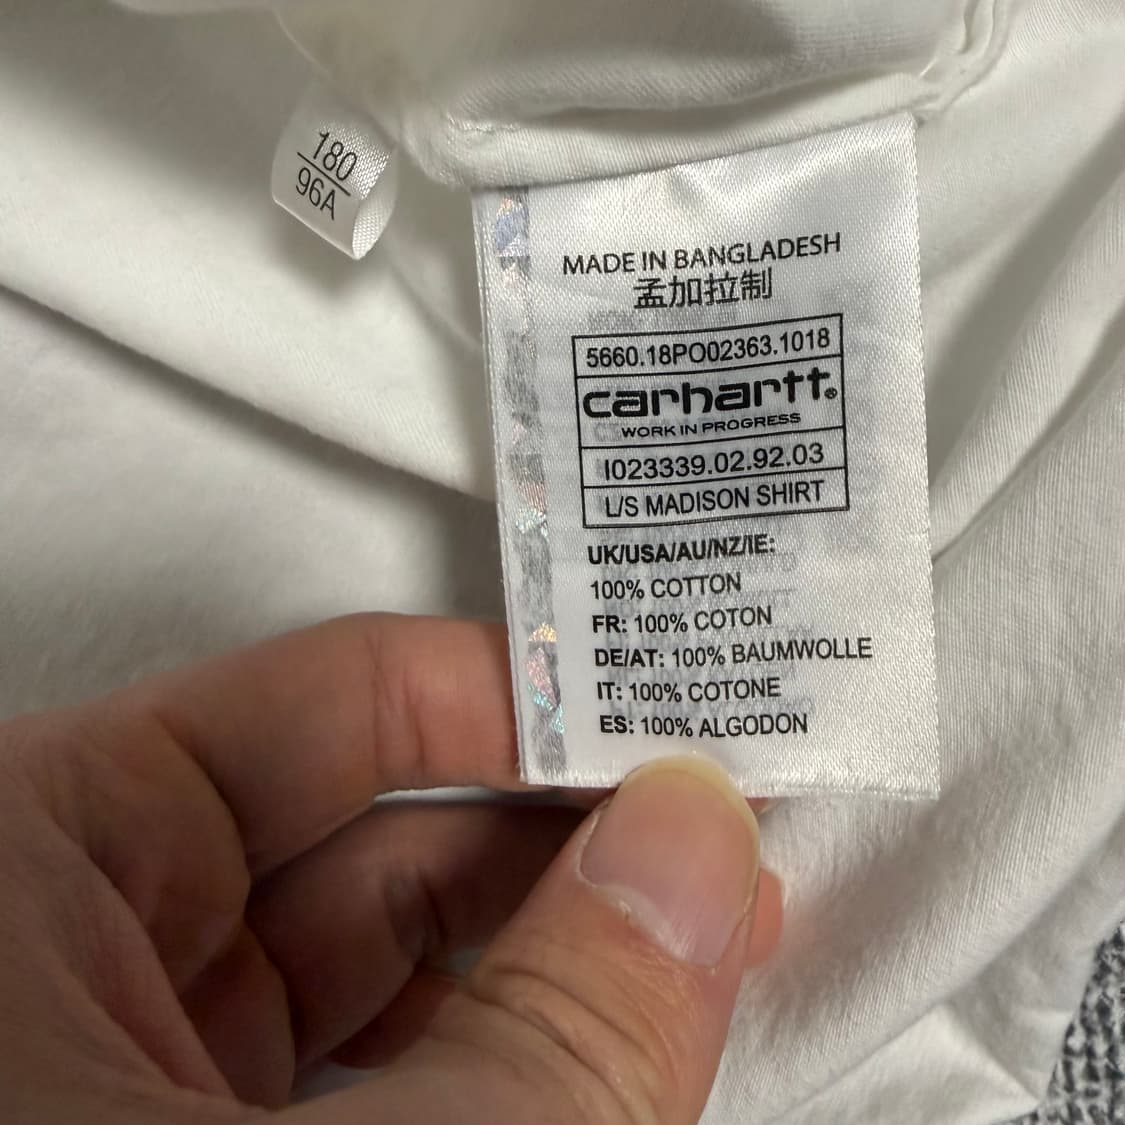 180
96A
MADE IN BANGLADESH
孟加拉制
5660.18PO02363.1018
carhartt®
WORK IN PROGRESS
I023339.02.92.03
L/S MADISON SHIRT
UK/USA/AU/NZ/IE:
100% COTTON
FR: 100% COTON
DE/AT: 100% BAUMWOLLE
IT: 100% COTONE
ES: 100% ALGODON